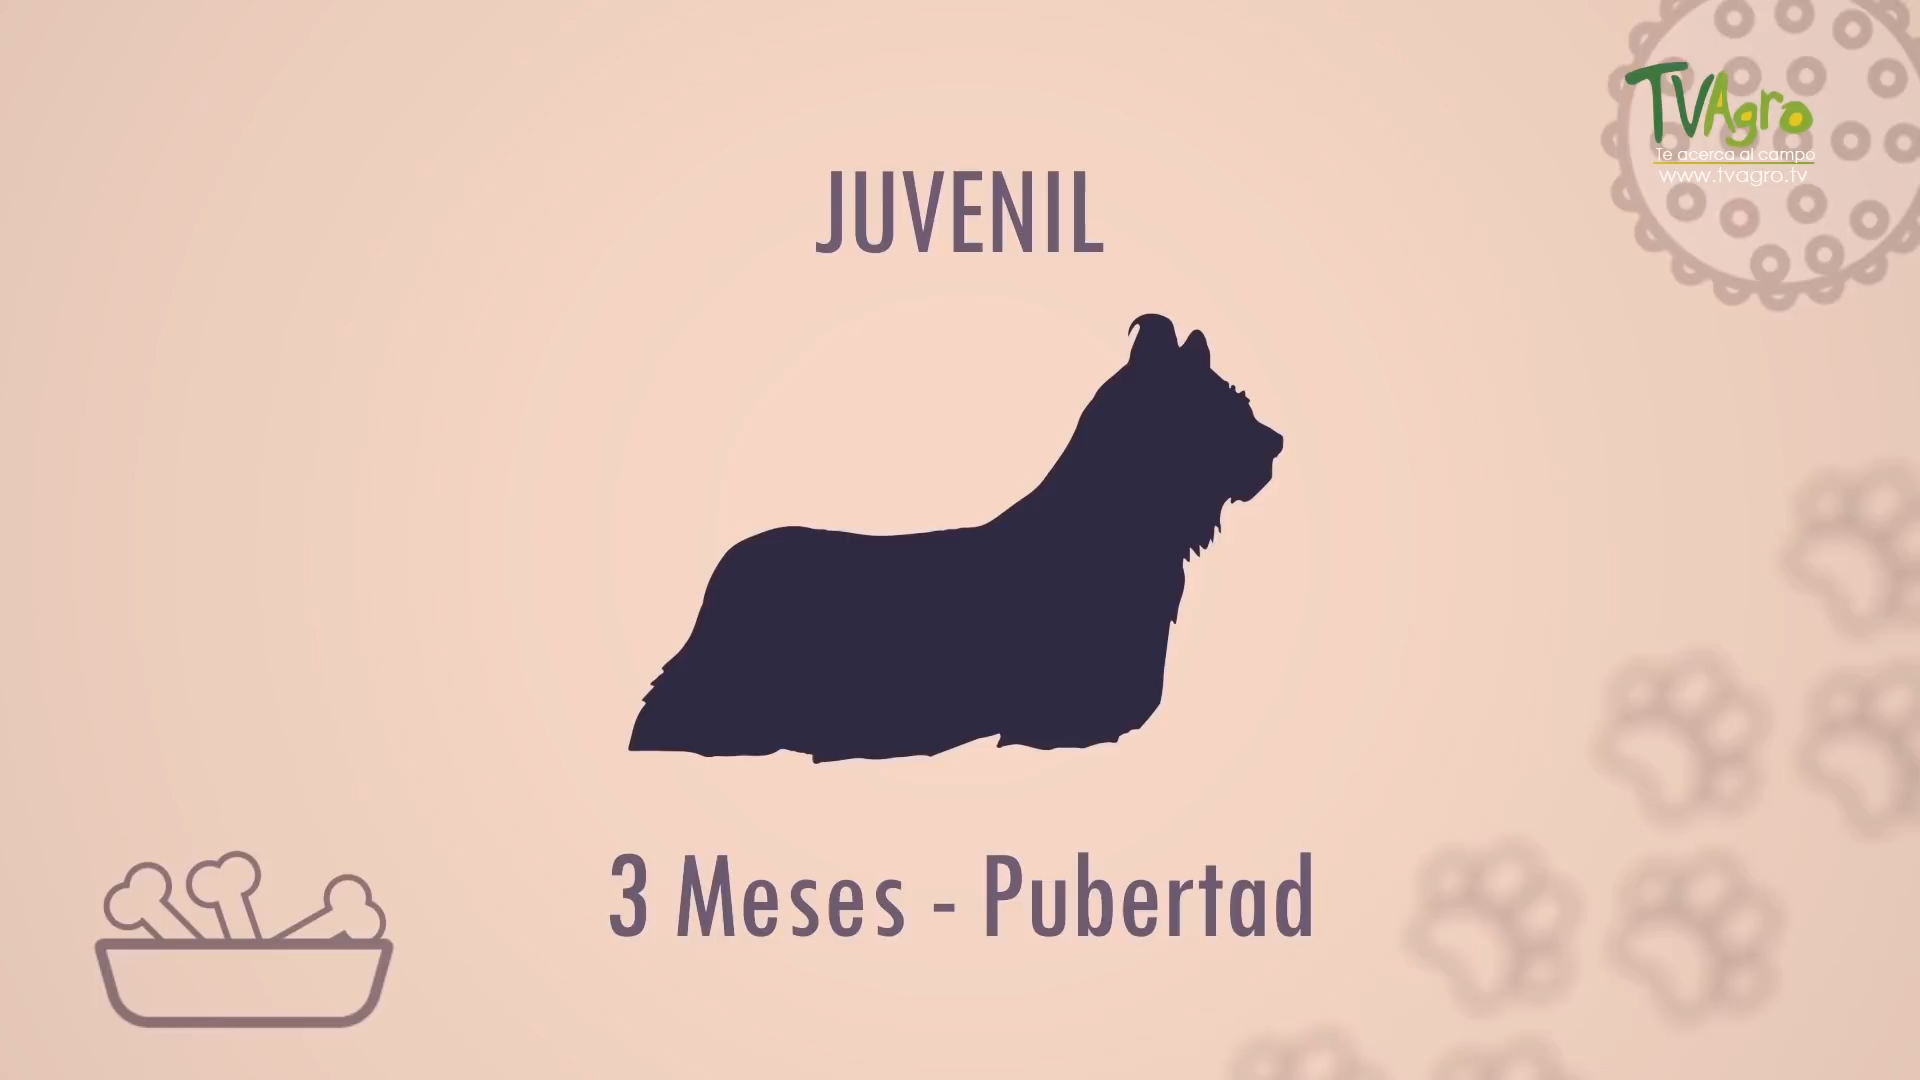 TVAgro
Te acerca al campo
www.tvagro.tv
JUVENIL
3 Meses - Pubertad